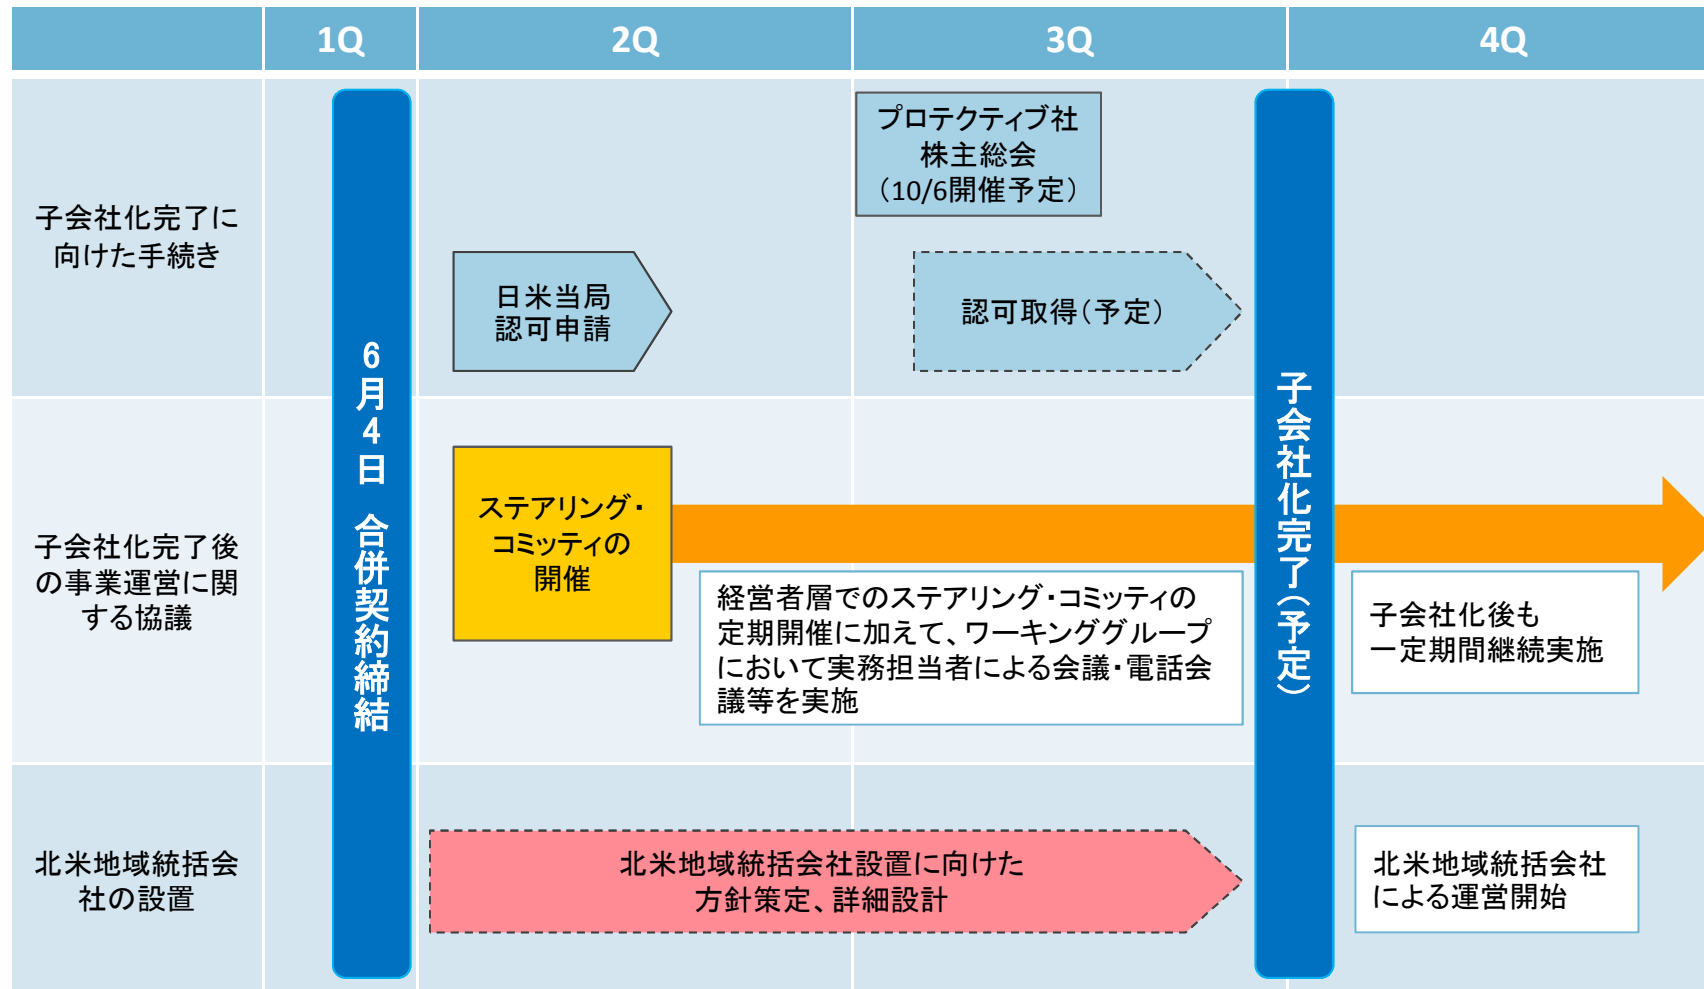 1Q
2Q
3Q
4Q
子会社化完了に
向けた手続き
6月4日 合併契約締結
日米当局
認可申請
プロテクティブ社
株主総会
（10/6開催予定）
認可取得（予定）
子会社化完了（予定）
子会社化完了後
の事業運営に関
する協議
ステアリング・
コミッティの
開催
経営者層でのステアリング・コミッティの
定期開催に加えて、ワーキンググループ
において実務担当者による会議・電話会
議等を実施
子会社化後も
一定期間継続実施
北米地域統括会
社の設置
北米地域統括会社設置に向けた
方針策定、詳細設計
北米地域統括会社
による運営開始